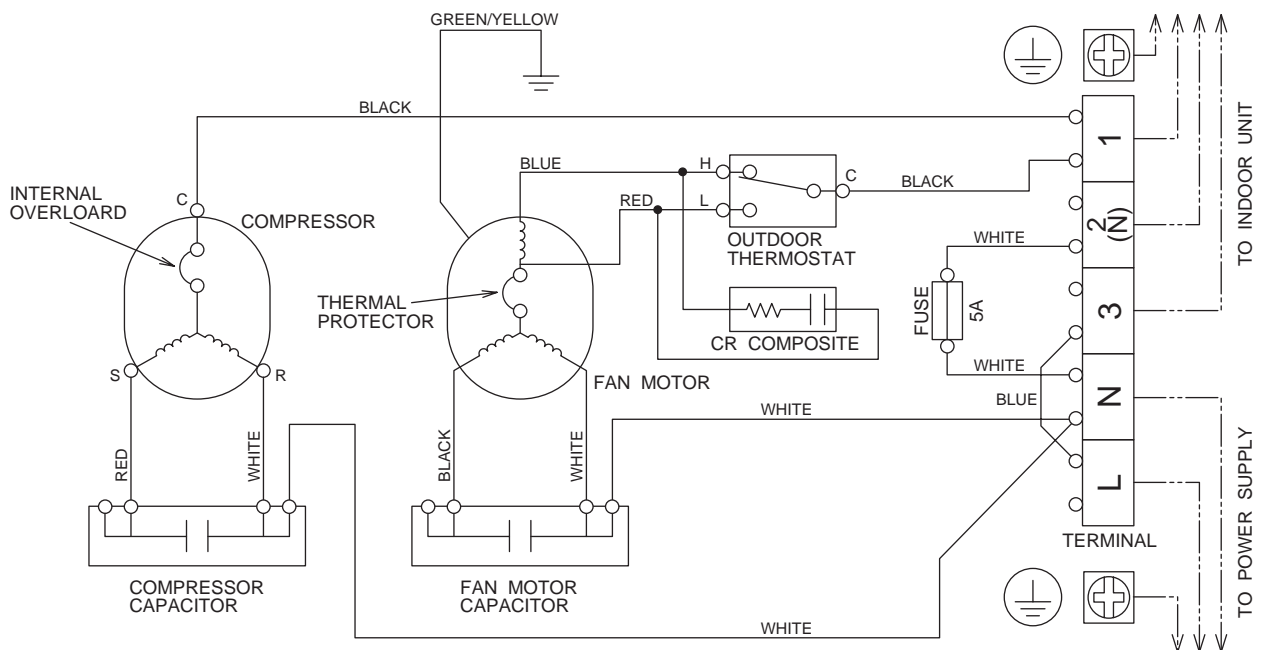 GREEN/YELLOW
BLACK
INTERNAL
OVERLOARD
C
COMPRESSOR
S
R
RED
WHITE
COMPRESSOR
CAPACITOR
BLUE
RED
THERMAL
PROTECTOR
FAN MOTOR
BLACK
WHITE
FAN MOTOR
CAPACITOR
H
L
C
OUTDOOR
THERMOSTAT
BLACK
CR COMPOSITE
WHITE
FUSE
5A
WHITE
BLUE
WHITE
WHITE
1
2
(N)
3
N
L
TERMINAL
TO INDOOR UNIT
TO POWER SUPPLY